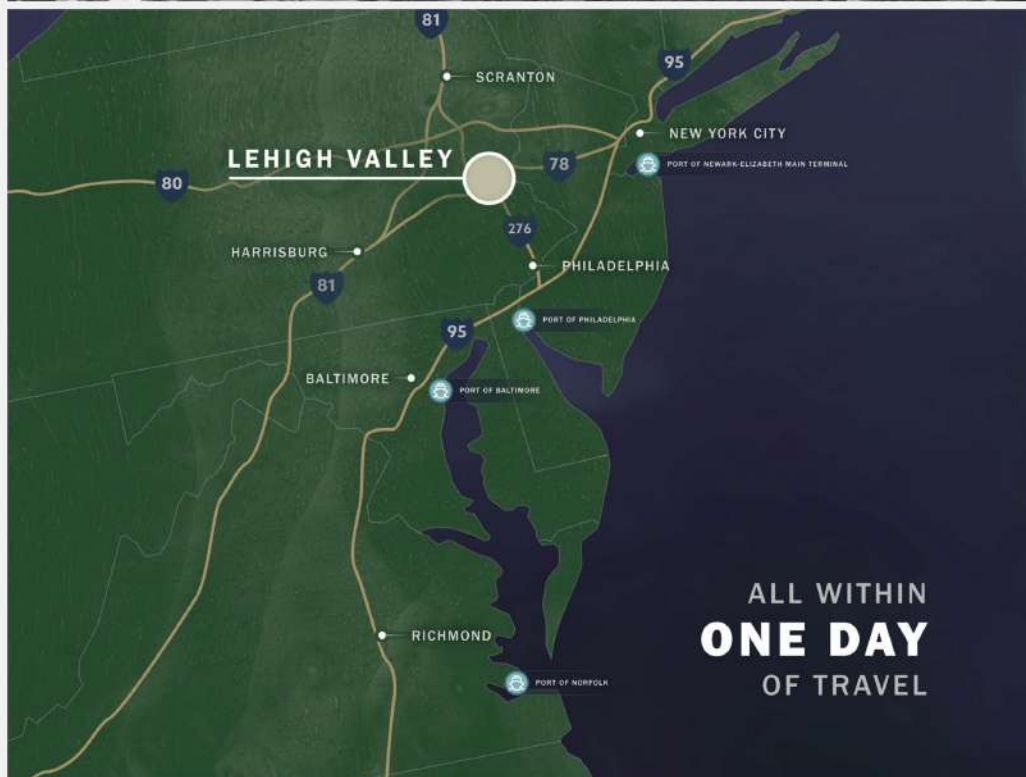 81
95
SCRANTON
NEW YORK CITY
LEHIGH VALLEY
78
PORT OF NEWARK-ELIZABETH MAIN TERMINAL
80
276
HARRISBURG
PHILADELPHIA
81
PORT OF PHILADELPHIA
95
BALTIMORE
PORT OF BALTIMORE
ALL WITHIN
ONE DAY
OF TRAVEL
RICHMOND
PORT OF NORFOLK